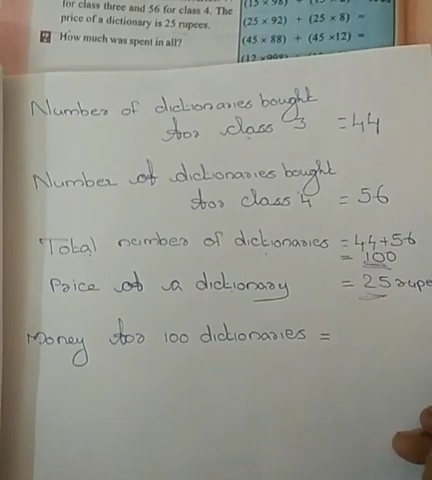 for class three and 56 for class 4. The
price of a dictionary is 25 rupees.
How much was spent in all?
(25 × 92) + (25 × 8) =
(45 × 88) + (45 ×12) =
Number of dictionaries bought
for class 3 = 44
Number of dictionaries bought
for class 4 = 56
Total number of dictionaries = 44+56
= 100
Price of a dictionary = 25 rupe
Money for 100 dictionaries =